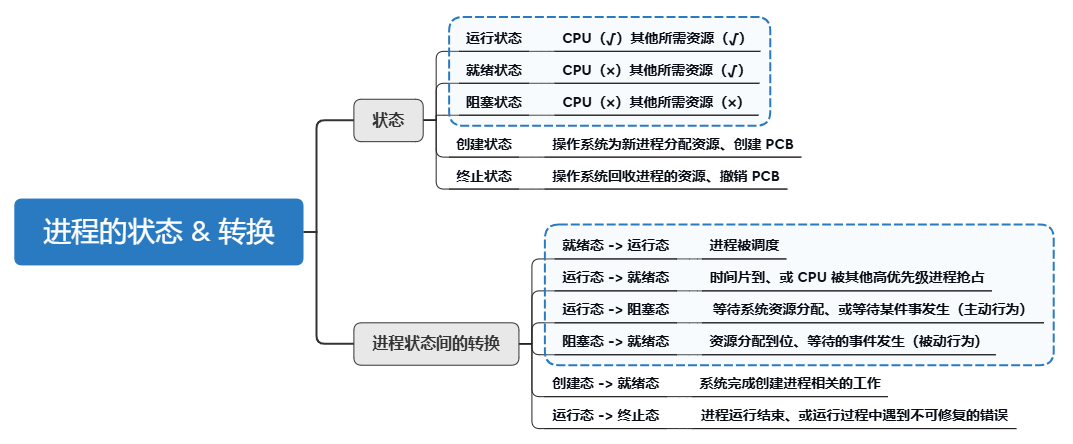 进程的状态 & 转换
状态
运行状态 CPU（√）其他所需资源（√）
就绪状态 CPU（×）其他所需资源（√）
阻塞状态 CPU（×）其他所需资源（×）
创建状态 操作系统为新进程分配资源、创建 PCB
终止状态 操作系统回收进程的资源、撤销 PCB
进程状态间的转换
就绪态 -> 运行态 进程被调度
运行态 -> 就绪态 时间片到、或 CPU 被其他高优先级进程抢占
运行态 -> 阻塞态 等待系统资源分配、或等待某件事发生（主动行为）
阻塞态 -> 就绪态 资源分配到位、等待的事件发生（被动行为）
创建态 -> 就绪态 系统完成创建进程相关的工作
运行态 -> 终止态 进程运行结束、或运行过程中遇到不可修复的错误